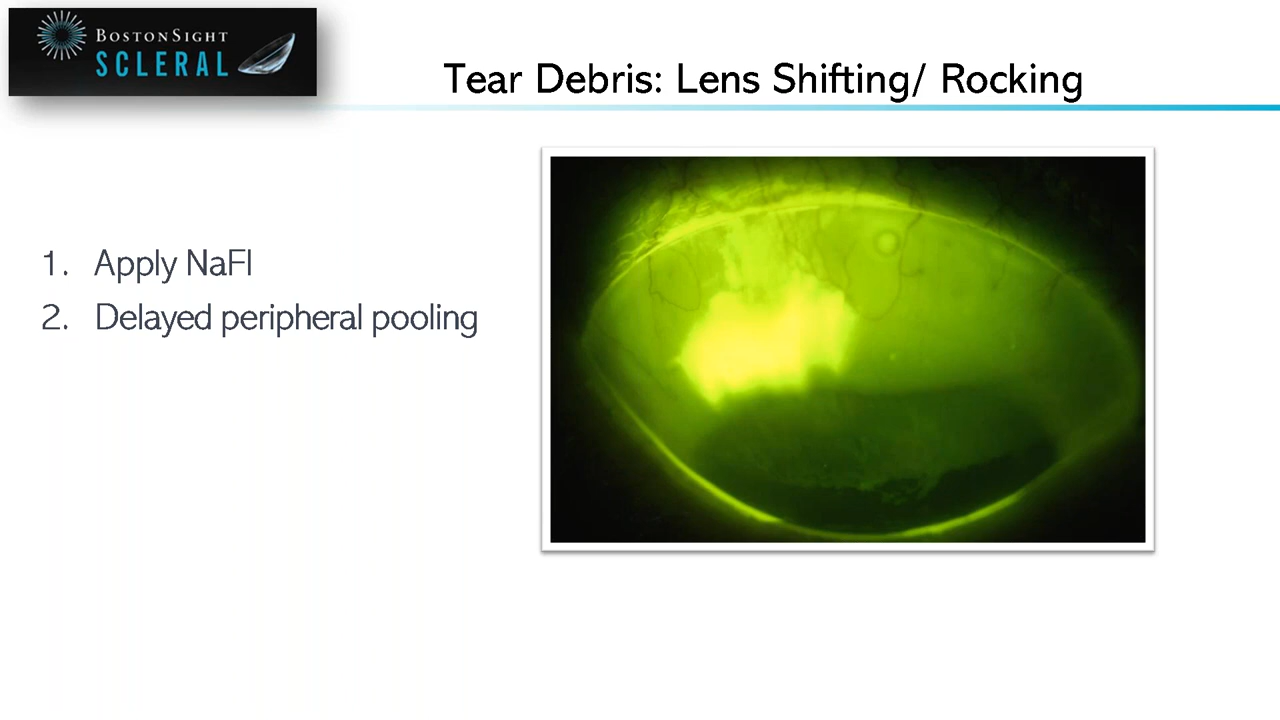 BOSTONSIGHT
SCLERAL
Tear Debris: Lens Shifting/ Rocking
1. Apply NaFl
2. Delayed peripheral pooling